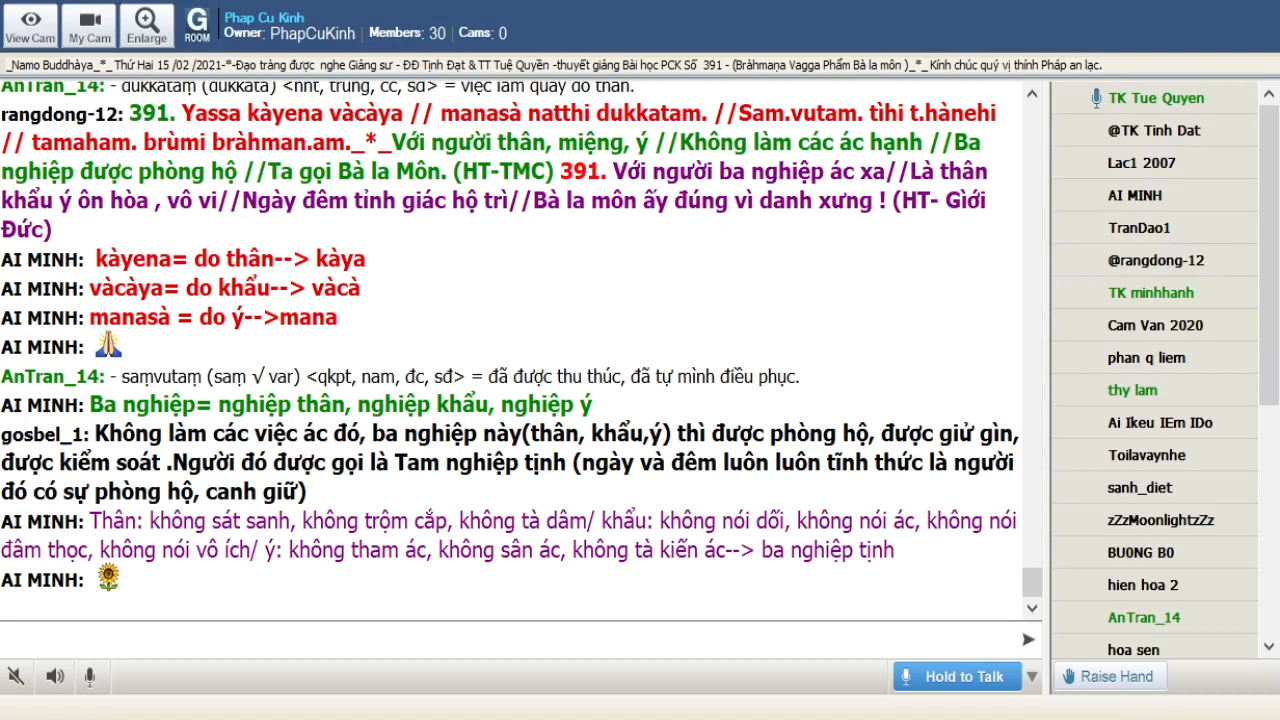 View Cam
My Cam
Enlarge
G
ROOM
Phap Cu Kinh
Owner: PhapCuKinh Members: 30 Cams: 0
_Namo Buddhàya_*_ Thứ Hai 15 /02 /2021-*-Đạo tràng được nghe Giảng sư - ĐĐ Tịnh Đạt & TT Tuệ Quyền -thuyết giảng Bài học PCK Số 391 - (Bràhmaṇa Vagga Phẩm Bà la môn )_*_ Kính chúc quý vị thính Pháp an lạc.
AnTran_14: - dukkataṃ (dukkata) <nnt, trung, cc, sđ> = việc làm quấy do thân.
rangdong-12: 391. Yassa kàyena vàcàya // manasà natthi dukkatam. //Sam.vutam. tìhi t.hànehi
// tamaham. brùmi bràhman.am._*_Với người thân, miệng, ý //Không làm các ác hạnh //Ba
nghiệp được phòng hộ //Ta gọi Bà la Môn. (HT-TMC) 391. Với người ba nghiệp ác xa//Là thân
khẩu ý ôn hòa , vô vi//Ngày đêm tỉnh giác hộ trì//Bà la môn ấy đúng vì danh xưng ! (HT- Giới
Đức)
AI MINH: kàyena= do thân--> kàya
AI MINH: vàcàya= do khẩu--> vàcà
AI MINH: manasà = do ý-->mana
AI MINH:
AnTran_14: - saṃvutaṃ (saṃ √ var) <qkpt, nam, đc, sđ> = đã được thu thúc, đã tự mình điều phục.
AI MINH: Ba nghiệp= nghiệp thân, nghiệp khẩu, nghiệp ý
gosbel_1: Không làm các việc ác đó, ba nghiệp này(thân, khẩu,ý) thì được phòng hộ, được giử gìn,
được kiểm soát .Người đó được gọi là Tam nghiệp tịnh (ngày và đêm luôn luôn tĩnh thức là người
đó có sự phòng hộ, canh giữ)
AI MINH: Thân: không sát sanh, không trộm cắp, không tà dâm/ khẩu: không nói dối, không nói ác, không nói
đâm thọc, không nói vô ích/ ý: không tham ác, không sân ác, không tà kiến ác--> ba nghiệp tịnh
AI MINH:
TK Tue Quyen
@TK Tinh Dat
Lac1 2007
AI MINH
TranDao1
@rangdong-12
TK minhhanh
Cam Van 2020
phan q liem
thy lam
Ai Ikeu IEm IDo
Toilavaynhe
sanh_diet
zZzMoonlightzZz
BU0NG B0
hien hoa 2
AnTran_14
hoa sen
Hold to Talk
Raise Hand